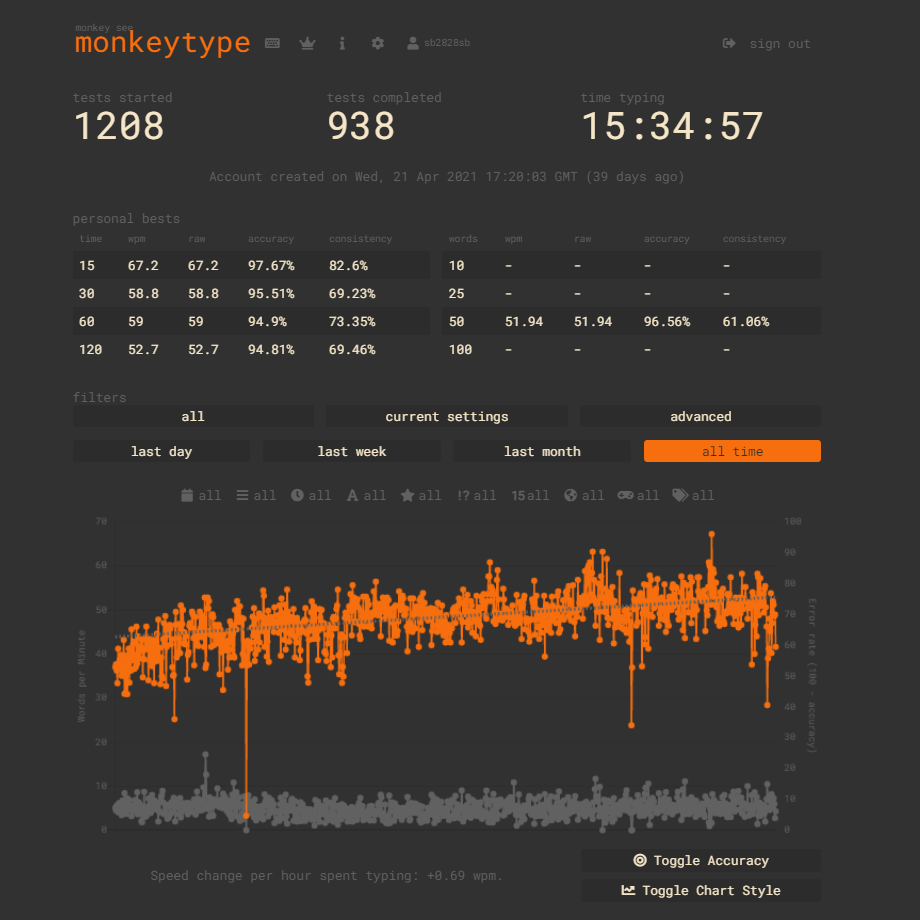 monkey see
monkeytype
sb2828sb
sign out
tests started tests completed time typing
1208 938 15:34:57
Account created on Wed, 21 Apr 2021 17:20:03 GMT (39 days ago)
personal bests
time wpm raw accuracy consistency words wpm raw accuracy consistency
15 67.2 67.2 97.67% 82.6% 10 - - - -
30 58.8 58.8 95.51% 69.23% 25 - - - -
60 59 59 94.9% 73.35% 50 51.94 51.94 96.56% 61.06%
120 52.7 52.7 94.81% 69.46% 100 - - - -
filters
all current settings advanced
last day last week last month all time
all all all A all all !? all 15 all all all all
70 100
90
60
80
50 70
40 60
50
30 40
20 30
20
10 10
0 0
Words per Minute
Error rate (100 - accuracy)
Toggle Accuracy
Speed change per hour spent typing: +0.69 wpm.
Toggle Chart Style